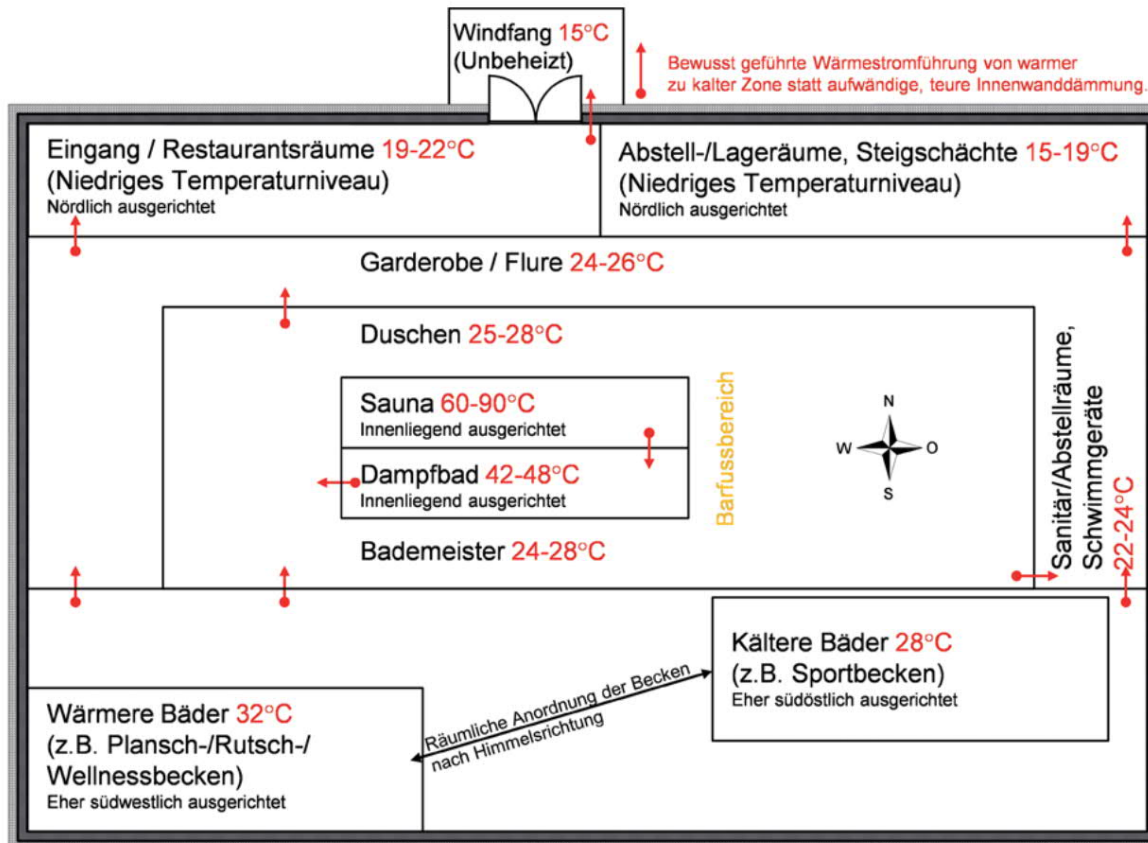 Windfang 15°C
(Unbeheizt)
Bewusst geführte Wärmestromführung von warmer
zu kalter Zone statt aufwändige, teure Innenwanddämmung.
Eingang / Restaurantsräume 19-22°C
(Niedriges Temperaturniveau)
Nördlich ausgerichtet
Abstell-/Lageräume, Steigschächte 15-19°C
(Niedriges Temperaturniveau)
Nördlich ausgerichtet
Garderobe / Flure 24-26°C
Duschen 25-28°C
Sauna 60-90°C
Innenliegend ausgerichtet
Dampfbad 42-48°C
Innenliegend ausgerichtet
Bademeister 24-28°C
Barfussbereich
N
W
O
S
Sanitär/Abstellräume,
Schwimmgeräte
22-24°C
Kältere Bäder 28°C
(z.B. Sportbecken)
Eher südöstlich ausgerichtet
Räumliche Anordnung der Becken
nach Himmelsrichtung
Wärmere Bäder 32°C
(z.B. Plansch-/Rutsch-/
Wellnessbecken)
Eher südwestlich ausgerichtet